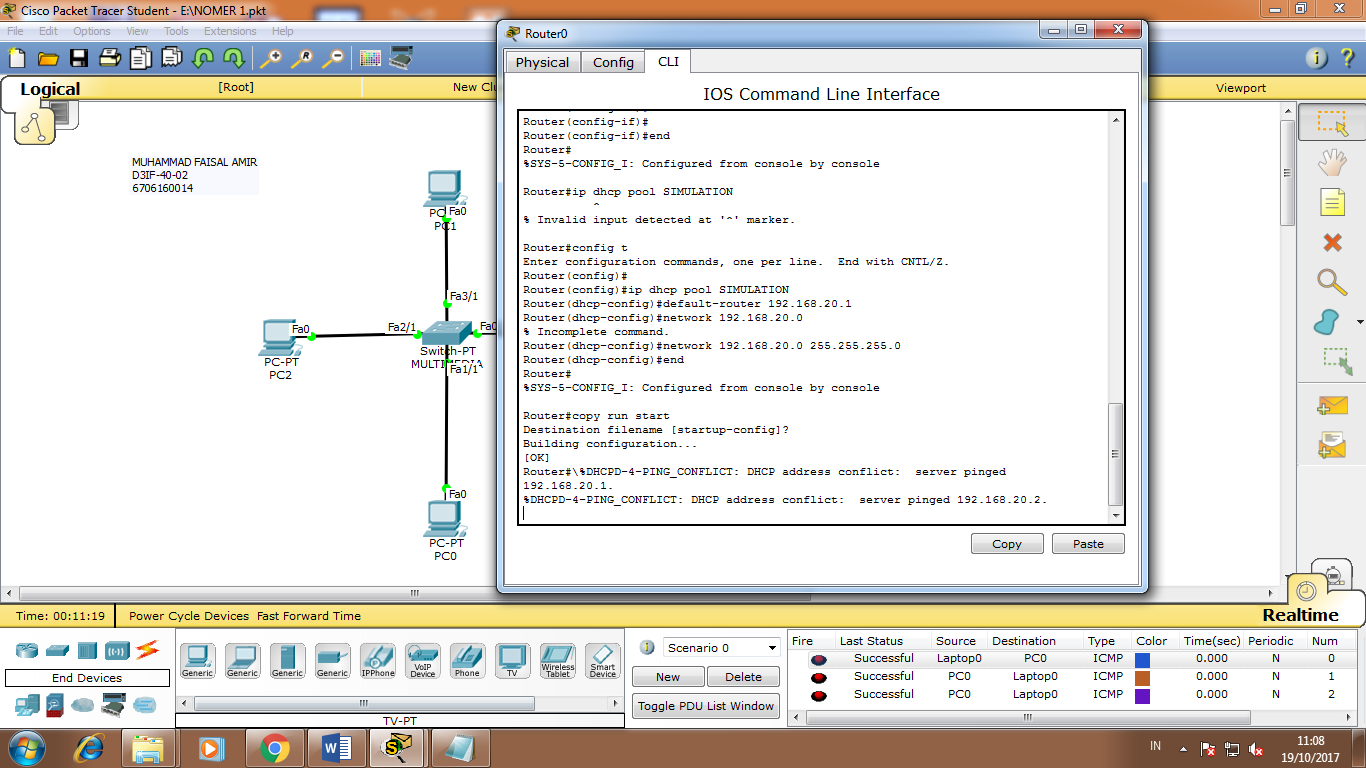 Cisco Packet Tracer Student - E:\NOMER 1.pkt
File Edit Options View Tools Extensions Help
Logical
[Root]
New Clu
Viewport
MUHAMMAD FAISAL AMIR
D3IF-40-02
6706160014
Fa0
PC1
Fa3/1
Fa0
Fa2/1
Fa0
PC-PT
PC2
Switch-PT
Fa1/1
Fa0
PC-PT
PC0
Router0
Physical Config CLI
IOS Command Line Interface
Router(config-if)#
Router(config-if)#end
Router#
%SYS-5-CONFIG_I: Configured from console by console
Router#ip dhcp pool SIMULATION
^
% Invalid input detected at '^' marker.
Router#config t
Enter configuration commands, one per line.  End with CNTL/Z.
Router(config)#
Router(config)#ip dhcp pool SIMULATION
Router(dhcp-config)#default-router 192.168.20.1
Router(dhcp-config)#network 192.168.20.0
% Incomplete command.
Router(dhcp-config)#network 192.168.20.0 255.255.255.0
Router(dhcp-config)#end
Router#
%SYS-5-CONFIG_I: Configured from console by console
Router#copy run start
Destination filename [startup-config]?
Building configuration...
[OK]
Router#\%DHCPD-4-PING_CONFLICT: DHCP address conflict:  server pinged
192.168.20.1.
%DHCPD-4-PING_CONFLICT: DHCP address conflict:  server pinged 192.168.20.2.
Copy Paste
Time: 00:11:19 Power Cycle Devices Fast Forward Time
Realtime
End Devices
Generic Generic Generic Generic IPPhone VoIP Device Phone TV Wireless Tablet Smart Device
TV-PT
Scenario 0
New Delete
Toggle PDU List Window
Fire Last Status Source Destination Type Color Time(sec) Periodic Num
Successful Laptop0 PC0 ICMP 0.000 N 0
Successful PC0 Laptop0 ICMP 0.000 N 1
Successful PC0 Laptop0 ICMP 0.000 N 2
IN
11:08
19/10/2017